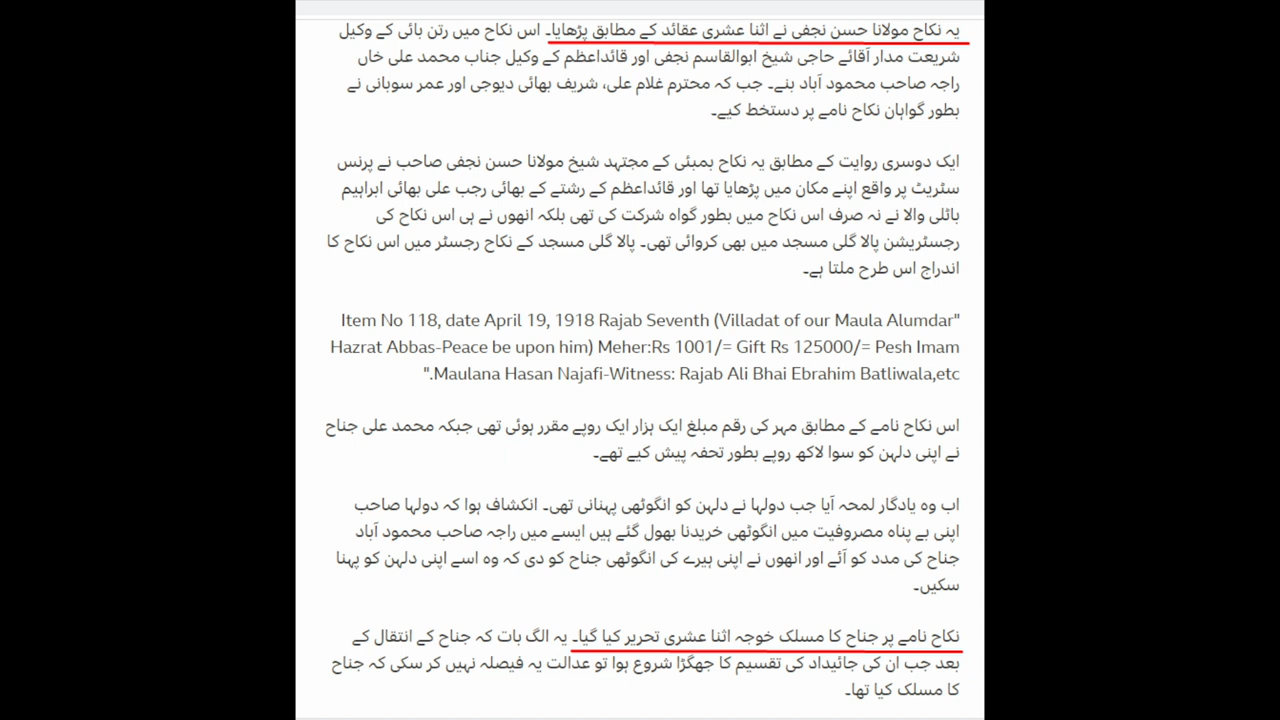 یہ نکاح مولانا حسن نجفی نے اثنا عشری عقائد کے مطابق پڑھایا۔ اس نکاح میں رتن بائی کے وکیل
شریعت مدار آقائے حاجی شیخ ابوالقاسم نجفی اور قائداعظم کے وکیل جناب محمد علی خاں
راجہ صاحب محمود آباد بنے۔ جب کہ محترم غلام علی، شریف بھائی دیوجی اور عمر سوبانی نے
بطور گواہان نکاح نامے پر دستخط کیے۔
ایک دوسری روایت کے مطابق یہ نکاح بمبئی کے مجتہد شیخ مولانا حسن نجفی صاحب نے پرنس
سٹریٹ پر واقع اپنے مکان میں پڑھایا تھا اور قائداعظم کے رشتے کے بھائی رجب علی بھائی ابراہیم
باٹلی والا نے نہ صرف اس نکاح میں بطور گواہ شرکت کی تھی بلکہ انھوں نے ہی اس نکاح کی
رجسٹریشن پالا گلی مسجد میں بھی کروائی تھی۔ پالا گلی مسجد کے نکاح رجسٹر میں اس نکاح کا
اندراج اس طرح ملتا ہے۔
Item No 118, date April 19, 1918 Rajab Seventh (Villadat of our Maula Alumdar"
Hazrat Abbas-Peace be upon him) Meher:Rs 1001/= Gift Rs 125000/= Pesh Imam
".Maulana Hasan Najafi-Witness: Rajab Ali Bhai Ebrahim Batliwala,etc
اس نکاح نامے کے مطابق مہر کی رقم مبلغ ایک ہزار ایک روپے مقرر ہوئی تھی جبکہ محمد علی جناح
نے اپنی دلہن کو سوا لاکھ روپے بطور تحفہ پیش کیے تھے۔
اب وہ یادگار لمحہ آیا جب دولہا نے دلہن کو انگوٹھی پہنانی تھی۔ انکشاف ہوا کہ دولہا صاحب
اپنی بے پناہ مصروفیت میں انگوٹھی خریدنا بھول گئے ہیں ایسے میں راجہ صاحب محمود آباد
جناح کی مدد کو آئے اور انھوں نے اپنی ہیرے کی انگوٹھی جناح کو دی کہ وہ اسے اپنی دلہن کو پہنا
سکیں۔
نکاح نامے پر جناح کا مسلک خوجہ اثنا عشری تحریر کیا گیا۔ یہ الگ بات کہ جناح کے انتقال کے
بعد جب ان کی جائیداد کی تقسیم کا جھگڑا شروع ہوا تو عدالت یہ فیصلہ نہیں کر سکی کہ جناح
کا مسلک کیا تھا۔